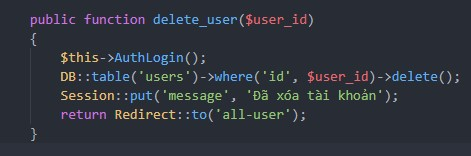 public function delete_user($user_id)
{
$this->AuthLogin();
DB::table('users')->where('id', $user_id)->delete();
Session::put('message', 'Đã xóa tài khoản');
return Redirect::to('all-user');
}